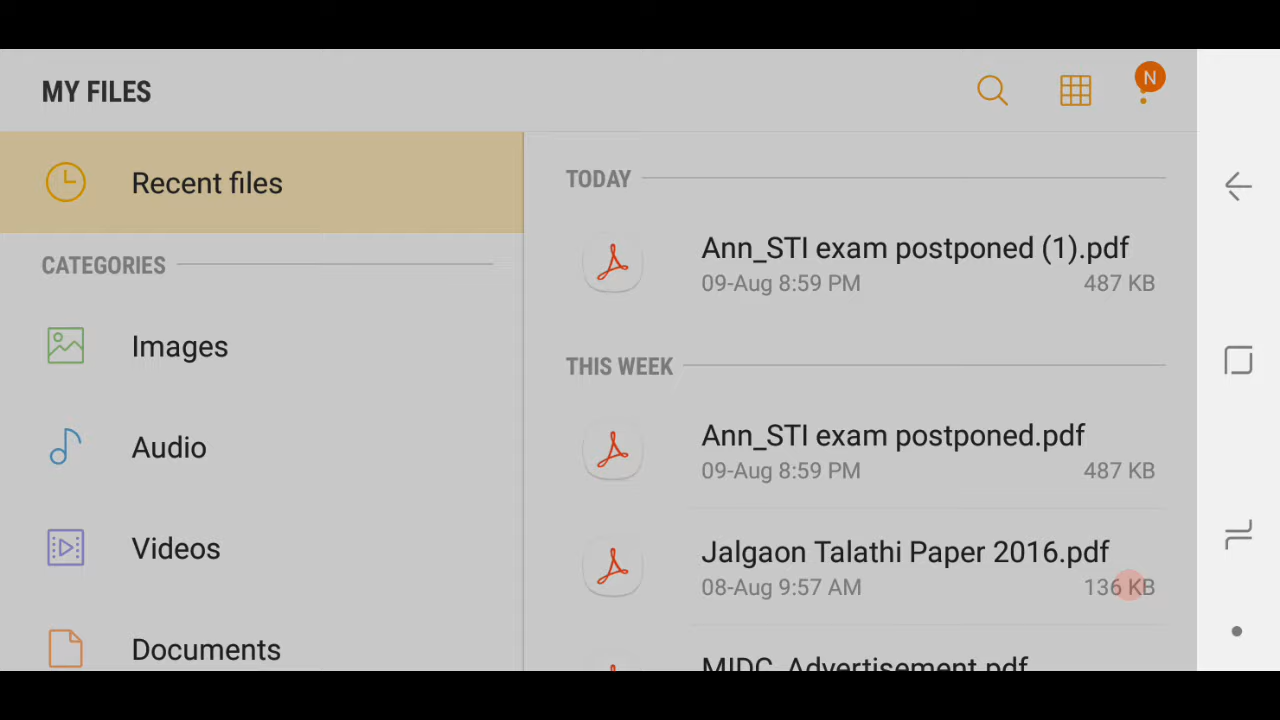 MY FILES
N
Recent files
CATEGORIES
Images
Audio
Videos
Documents
TODAY
Ann_STI exam postponed (1).pdf
09-Aug 8:59 PM 487 KB
THIS WEEK
Ann_STI exam postponed.pdf
09-Aug 8:59 PM 487 KB
Jalgaon Talathi Paper 2016.pdf
08-Aug 9:57 AM 136 KB
MIDC_Advertisement.pdf